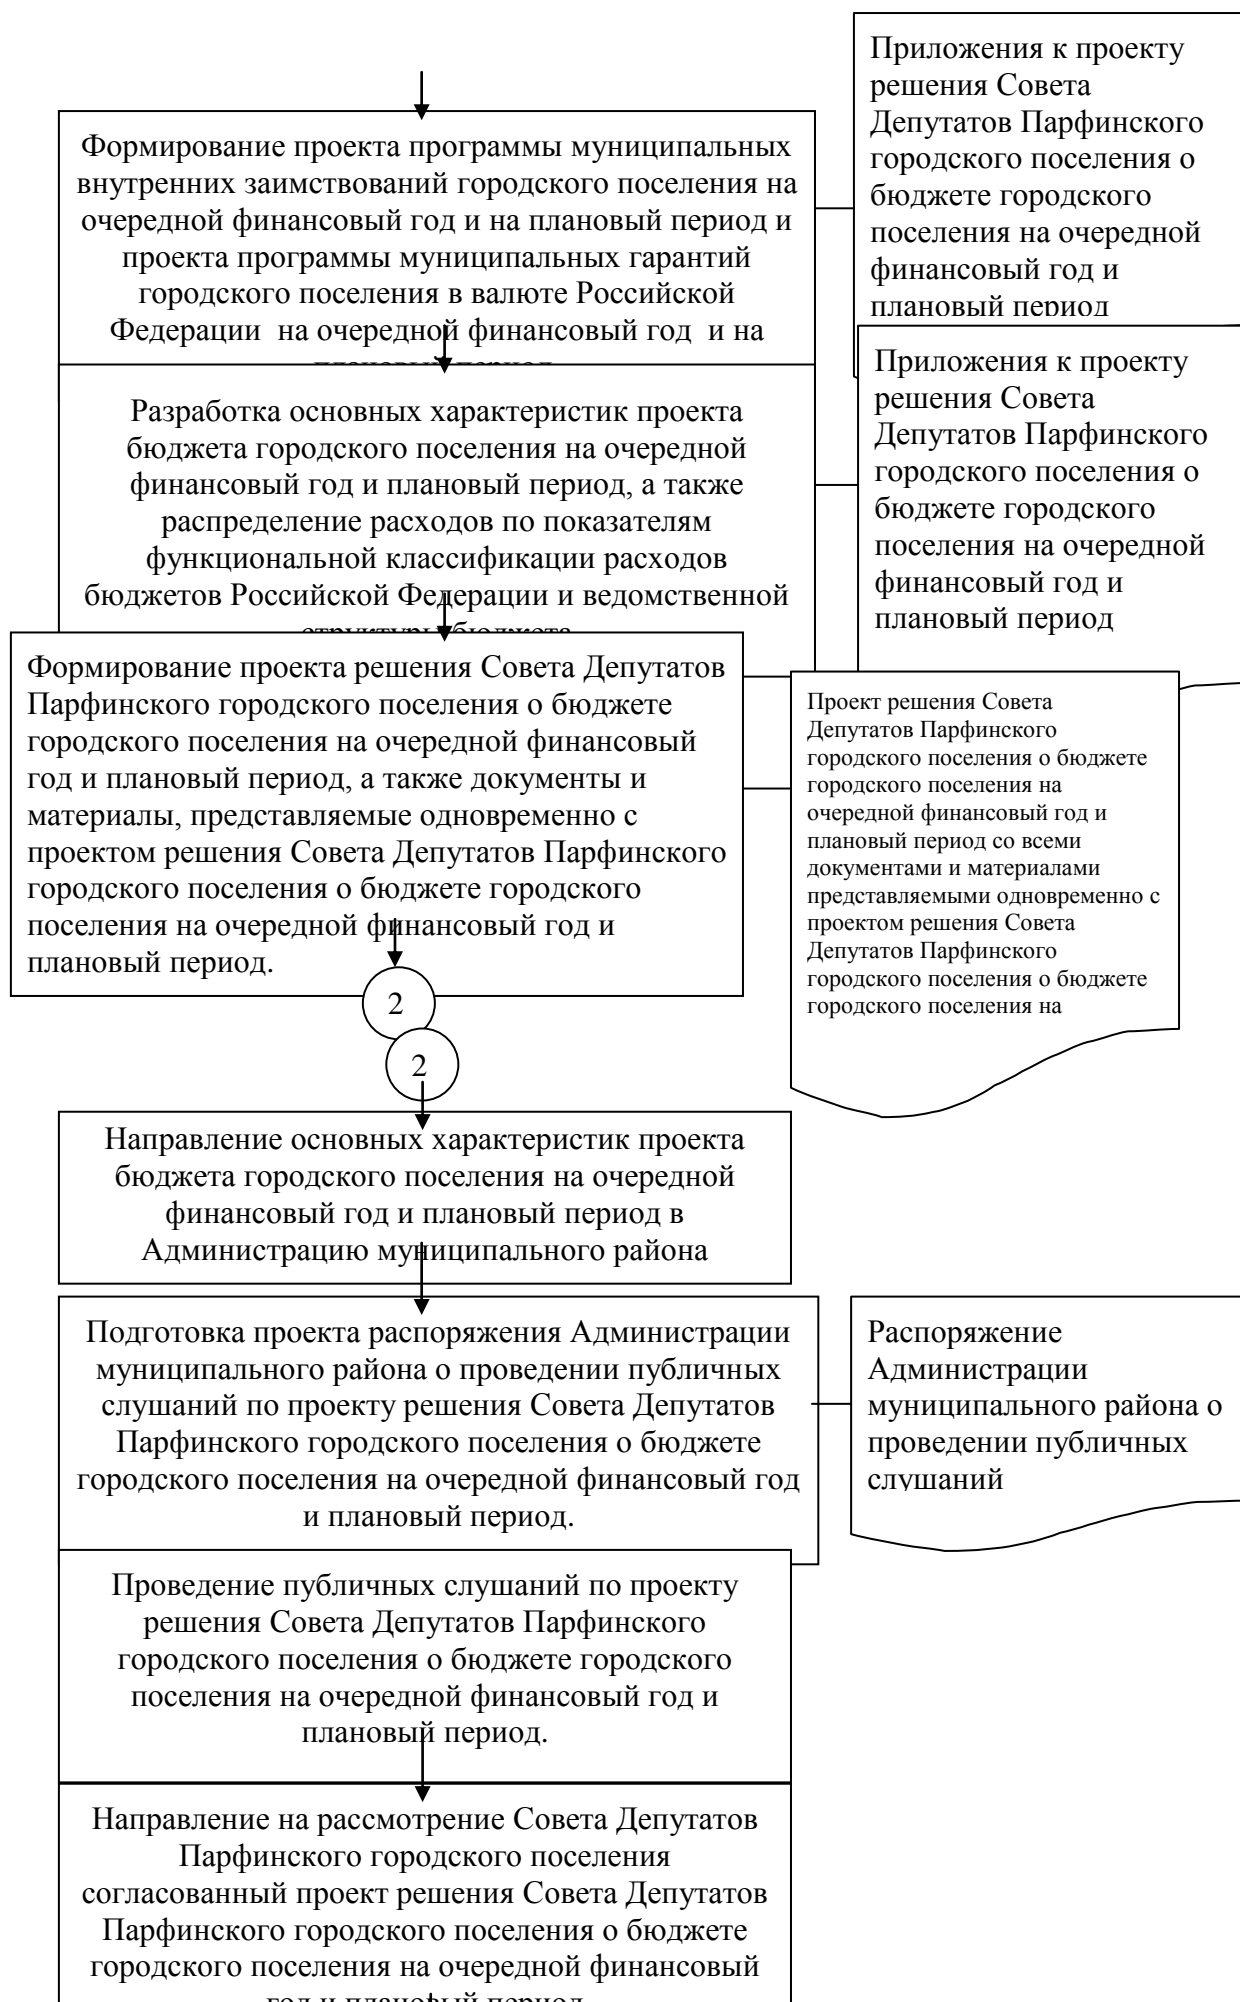 Формирование проекта программы муниципальных
внутренних заимствований городского поселения на
очередной финансовый год и на плановый период и
проекта программы муниципальных гарантий
городского поселения в валюте Российской
Федерации на очередной финансовый год и на
плановый период
Приложения к проекту
решения Совета
Депутатов Парфинского
городского поселения о
бюджете городского
поселения на очередной
финансовый год и
плановый период
Разработка основных характеристик проекта
бюджета городского поселения на очередной
финансовый год и плановый период, а также
распределение расходов по показателям
функциональной классификации расходов
бюджетов Российской Федерации и ведомственной
структуры бюджета
Приложения к проекту
решения Совета
Депутатов Парфинского
городского поселения о
бюджете городского
поселения на очередной
финансовый год и
плановый период
Формирование проекта решения Совета Депутатов
Парфинского городского поселения о бюджете
городского поселения на очередной финансовый
год и плановый период, а также документы и
материалы, представляемые одновременно с
проектом решения Совета Депутатов Парфинского
городского поселения о бюджете городского
поселения на очередной финансовый год и
плановый период.
Проект решения Совета
Депутатов Парфинского
городского поселения о бюджете
городского поселения на
очередной финансовый год и
плановый период со всеми
документами и материалами
представляемыми одновременно с
проектом решения Совета
Депутатов Парфинского
городского поселения о бюджете
городского поселения на
2
2
Направление основных характеристик проекта
бюджета городского поселения на очередной
финансовый год и плановый период в
Администрацию муниципального района
Подготовка проекта распоряжения Администрации
муниципального района о проведении публичных
слушаний по проекту решения Совета Депутатов
Парфинского городского поселения о бюджете
городского поселения на очередной финансовый год
и плановый период.
Распоряжение
Администрации
муниципального района о
проведении публичных
слушаний
Проведение публичных слушаний по проекту
решения Совета Депутатов Парфинского
городского поселения о бюджете городского
поселения на очередной финансовый год и
плановый период.
Направление на рассмотрение Совета Депутатов
Парфинского городского поселения
согласованный проект решения Совета Депутатов
Парфинского городского поселения о бюджете
городского поселения на очередной финансовый
год и плановый период